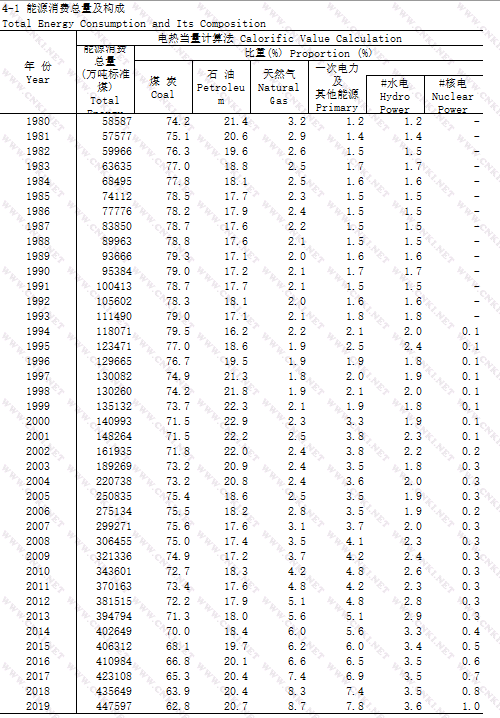 4-1 能源消费总量及构成
Total Energy Consumption and Its Composition
年 份
Year
能源消费
总量
(万吨标准
煤)
Total
电热当量计算法 Calorific Value Calculation
比重(%) Proportion (%)
煤 炭
Coal
石 油
Petroleu
m
天然气
Natural
Gas
一次电力
及
其他能源
Primary
#水电
Hydro
Power
#核电
Nuclear
Power
1980 58587 74.2 21.4 3.2 1.2 1.2 -
1981 57577 75.1 20.6 2.9 1.4 1.4 -
1982 59966 76.3 19.6 2.6 1.5 1.5 -
1983 63635 77.0 18.8 2.5 1.7 1.7 -
1984 68495 77.8 18.1 2.5 1.6 1.6 -
1985 74112 78.5 17.7 2.3 1.5 1.5 -
1986 77776 78.2 17.9 2.4 1.5 1.5 -
1987 83850 78.7 17.6 2.2 1.5 1.5 -
1988 89963 78.8 17.6 2.1 1.5 1.5 -
1989 93666 79.3 17.1 2.0 1.6 1.6 -
1990 95384 79.0 17.2 2.1 1.7 1.7 -
1991 100413 78.7 17.7 2.1 1.5 1.5 -
1992 105602 78.3 18.1 2.0 1.6 1.6 -
1993 111490 79.0 17.1 2.1 1.8 1.8 -
1994 118071 79.5 16.2 2.2 2.1 2.0 0.1
1995 123471 77.0 18.6 1.9 2.5 2.4 0.1
1996 129665 76.7 19.5 1.9 1.9 1.8 0.1
1997 130082 74.9 21.3 1.8 2.0 1.9 0.1
1998 130260 74.2 21.8 1.9 2.1 2.0 0.1
1999 135132 73.7 22.3 2.1 1.9 1.8 0.1
2000 140993 71.5 22.9 2.3 3.3 1.9 0.1
2001 148264 71.5 22.2 2.5 3.8 2.3 0.1
2002 161935 71.8 22.0 2.4 3.8 2.2 0.2
2003 189269 73.2 20.9 2.4 3.5 1.8 0.3
2004 220738 73.2 20.8 2.4 3.6 2.0 0.3
2005 250835 75.4 18.6 2.5 3.5 1.9 0.3
2006 275134 75.5 18.2 2.8 3.5 1.9 0.2
2007 299271 75.6 17.6 3.1 3.7 2.0 0.3
2008 306455 75.0 17.4 3.5 4.1 2.3 0.3
2009 321336 74.9 17.2 3.7 4.2 2.4 0.3
2010 343601 72.7 18.3 4.2 4.8 2.6 0.3
2011 370163 73.4 17.6 4.8 4.2 2.3 0.3
2012 381515 72.2 17.9 5.1 4.8 2.8 0.3
2013 394794 71.3 18.0 5.6 5.1 2.9 0.3
2014 402649 70.0 18.4 6.0 5.6 3.3 0.4
2015 406312 68.1 19.7 6.2 6.0 3.4 0.5
2016 410984 66.8 20.1 6.6 6.5 3.5 0.6
2017 423108 65.3 20.4 7.4 6.9 3.5 0.7
2018 435649 63.9 20.4 8.3 7.4 3.5 0.8
2019 447597 62.8 20.7 8.7 7.8 3.6 1.0